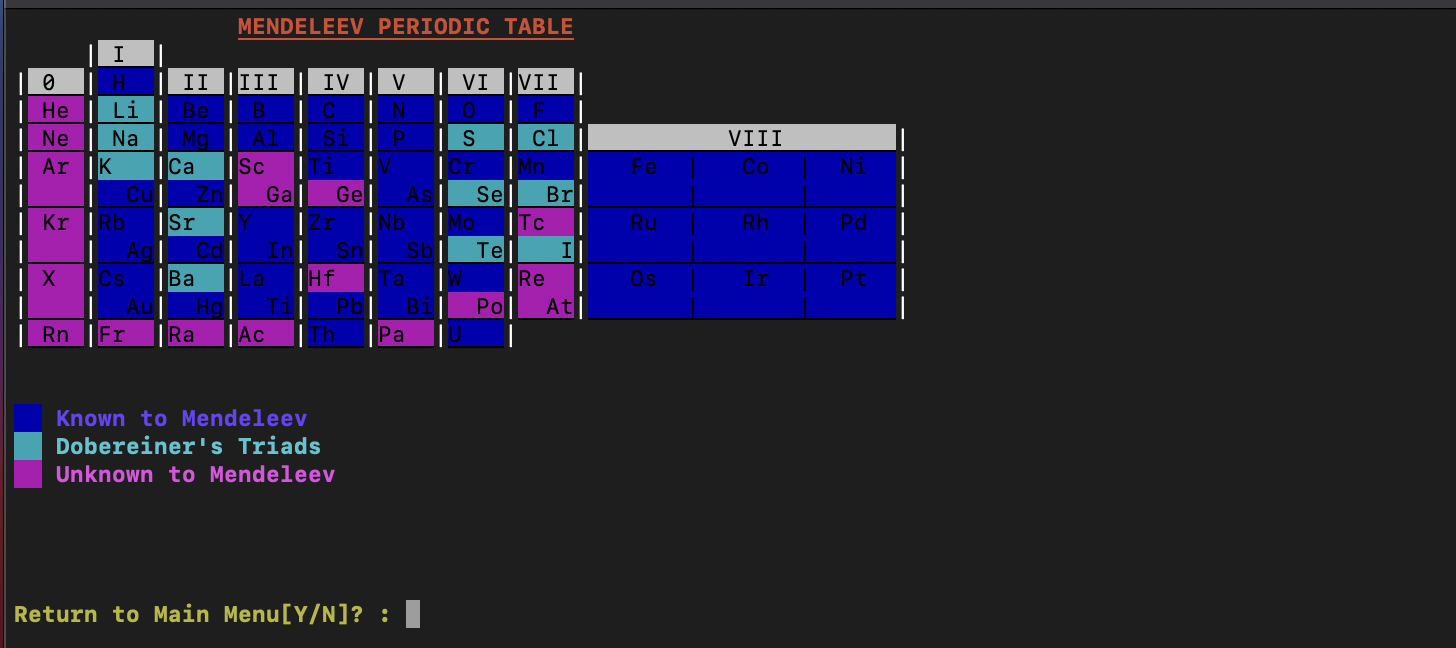 MENDELEEV PERIODIC TABLE
I
0 H II III IV V VI VII
He Li Be B C N O F
Ne Na Mg Al Si P S Cl VIII
Ar K Ca Sc Ti V Cr Mn Fe | Co | Ni
Cu Zn Ga Ge As Se Br
Kr Rb Sr Y Zr Nb Mo Tc Ru | Rh | Pd
Ag Cd In Sn Sb Te I
X Cs Ba La Hf Ta W Re Os | Ir | Pt
Au Hg Ti Pb Bi Po At
Rn Fr Ra Ac Th Pa U
Known to Mendeleev
Dobereiner's Triads
Unknown to Mendeleev
Return to Main Menu[Y/N]? :